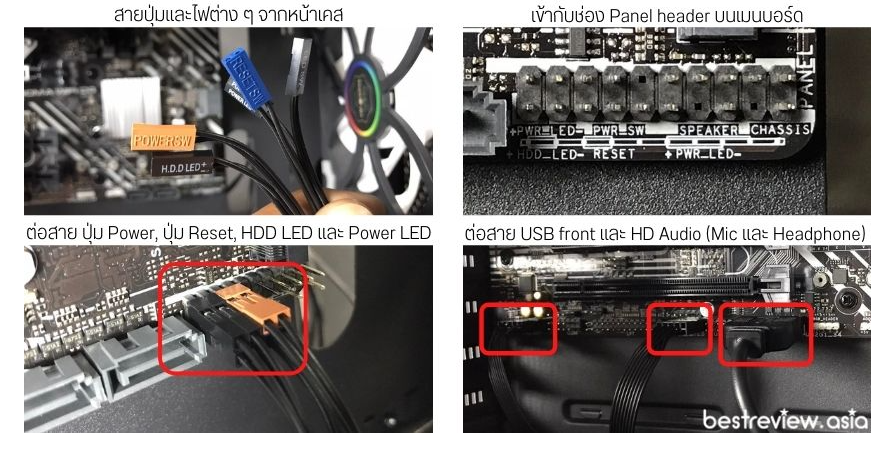 สายปุ่มและไฟต่าง ๆ จากหน้าเคส
เข้ากับช่อง Panel header บนเมนบอร์ด
RESET SW
POWER LE
POWER SW
H.D.D LED+
PANEL
+PWR_LED- PWR_SW SPEAKER CHASSIS
+HDD_LED- RESET +PWR_LED-
ต่อสาย ปุ่ม Power, ปุ่ม Reset, HDD LED และ Power LED
ต่อสาย USB front และ HD Audio (Mic และ Headphone)
bestreview.asia